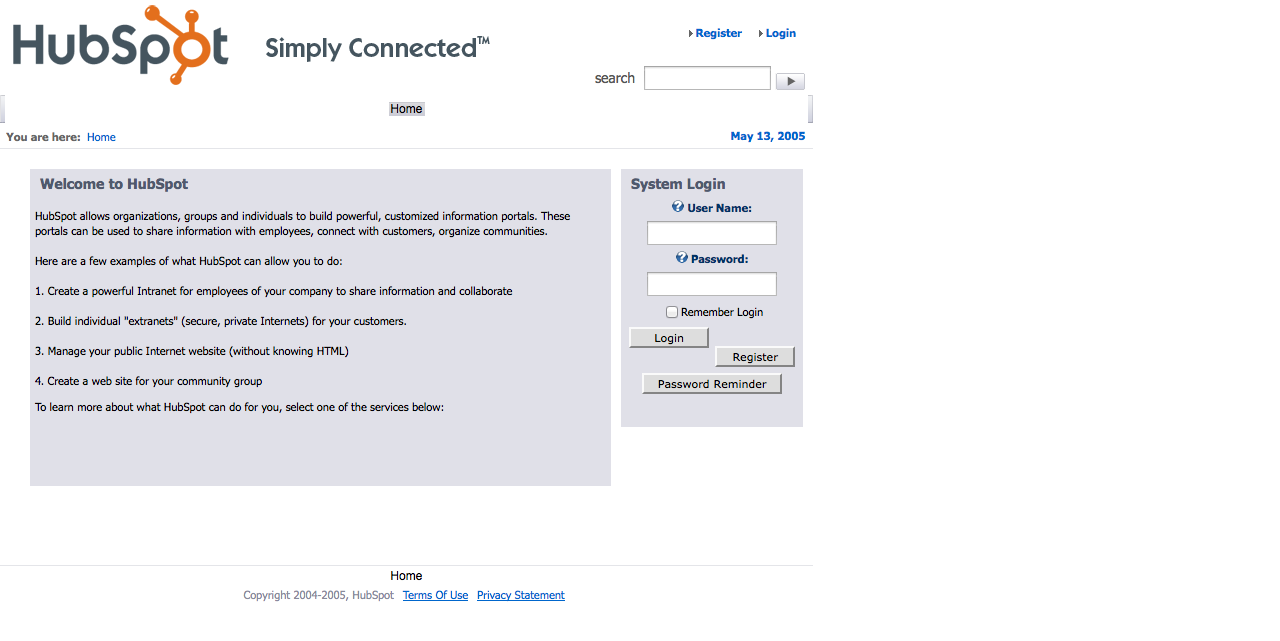 HubSpot
Simply Connected™
Register Login
search
Home
You are here: Home
May 13, 2005
Welcome to HubSpot
HubSpot allows organizations, groups and individuals to build powerful, customized information portals. These
portals can be used to share information with employees, connect with customers, organize communities.
Here are a few examples of what HubSpot can allow you to do:
1. Create a powerful Intranet for employees of your company to share information and collaborate
2. Build individual "extranets" (secure, private Internets) for your customers.
3. Manage your public Internet website (without knowing HTML)
4. Create a web site for your community group
To learn more about what HubSpot can do for you, select one of the services below:
System Login
? User Name:
? Password:
Remember Login
Login
Register
Password Reminder
Home
Copyright 2004-2005, HubSpot Terms Of Use Privacy Statement